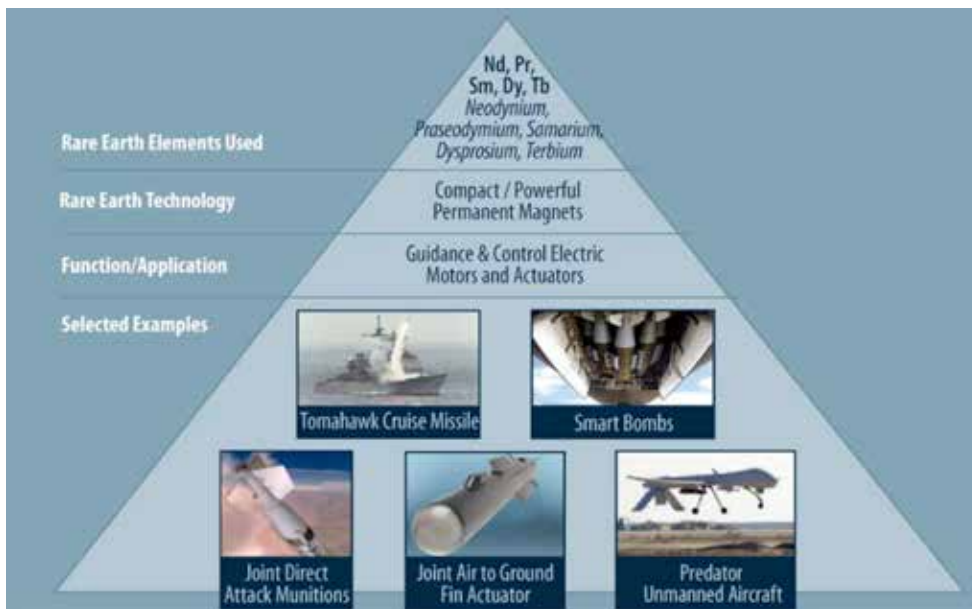 Nd, Pr,
Sm, Dy, Tb
Neodynium,
Praseodymium, Samarium,
Dysprosium, Terbium
Rare Earth Elements Used
Compact / Powerful
Permanent Magnets
Rare Earth Technology
Guidance & Control Electric
Motors and Actuators
Function/Application
Selected Examples
Tomahawk Cruise Missile
Smart Bombs
Joint Direct
Attack Munitions
Joint Air to Ground
Fin Actuator
Predator
Unmanned Aircraft